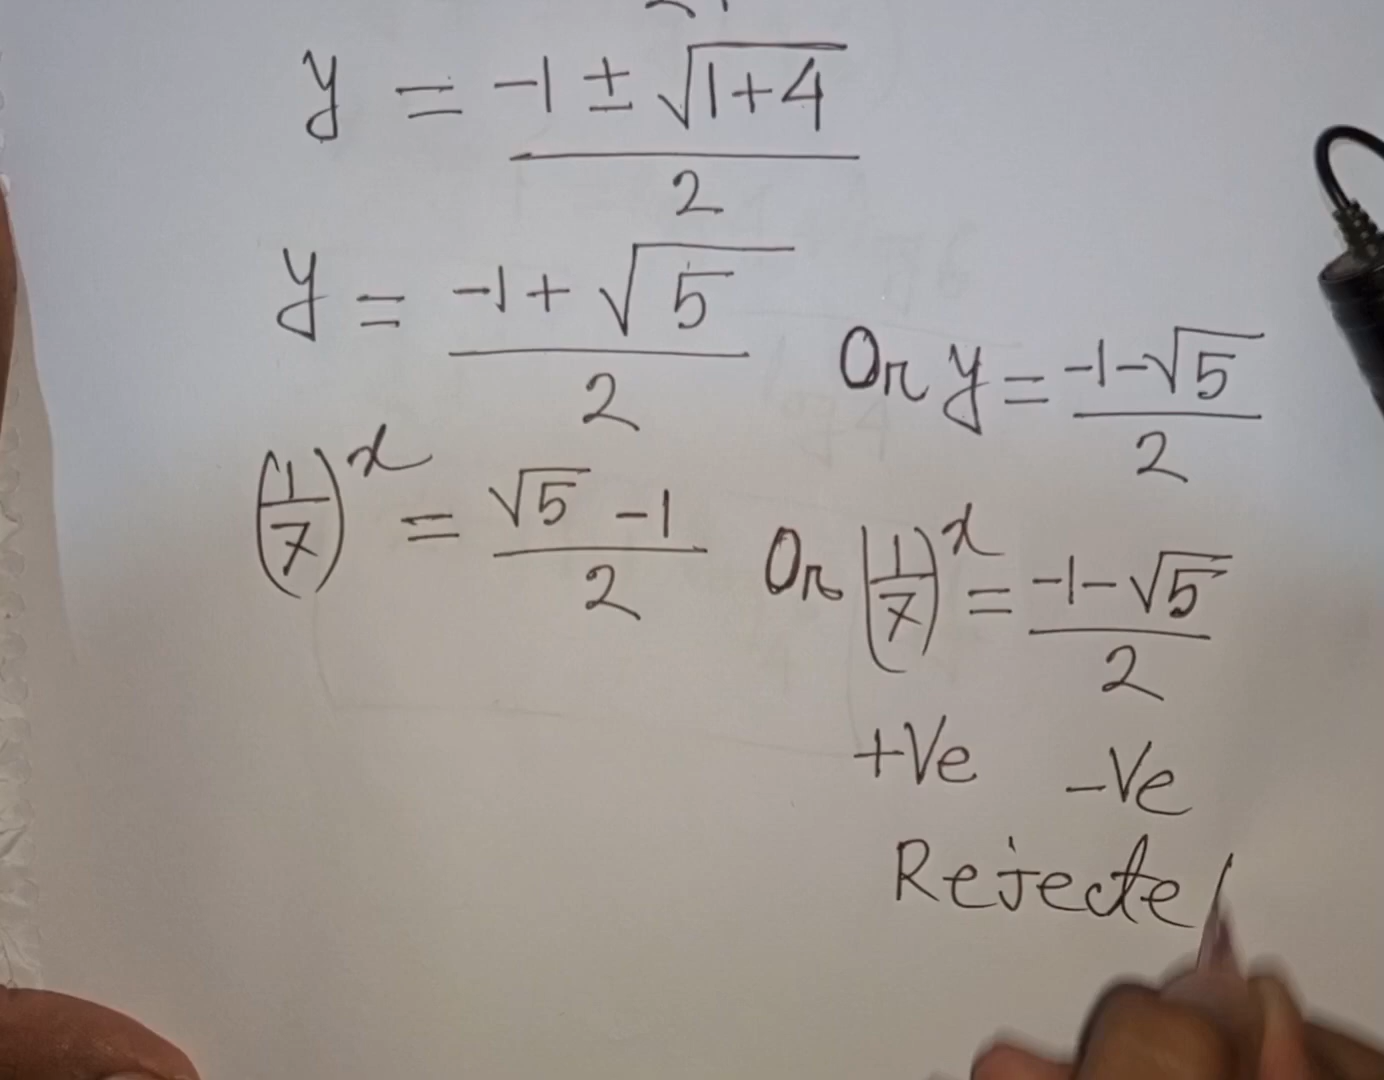 y = (-1 ± √(1+4))/2
y = (-1 + √5)/2 Or y = (-1-√5)/2
(1/7)^x = (√5 - 1)/2 Or (1/7)^x = (-1-√5)/2
+Ve -Ve
Rejecte